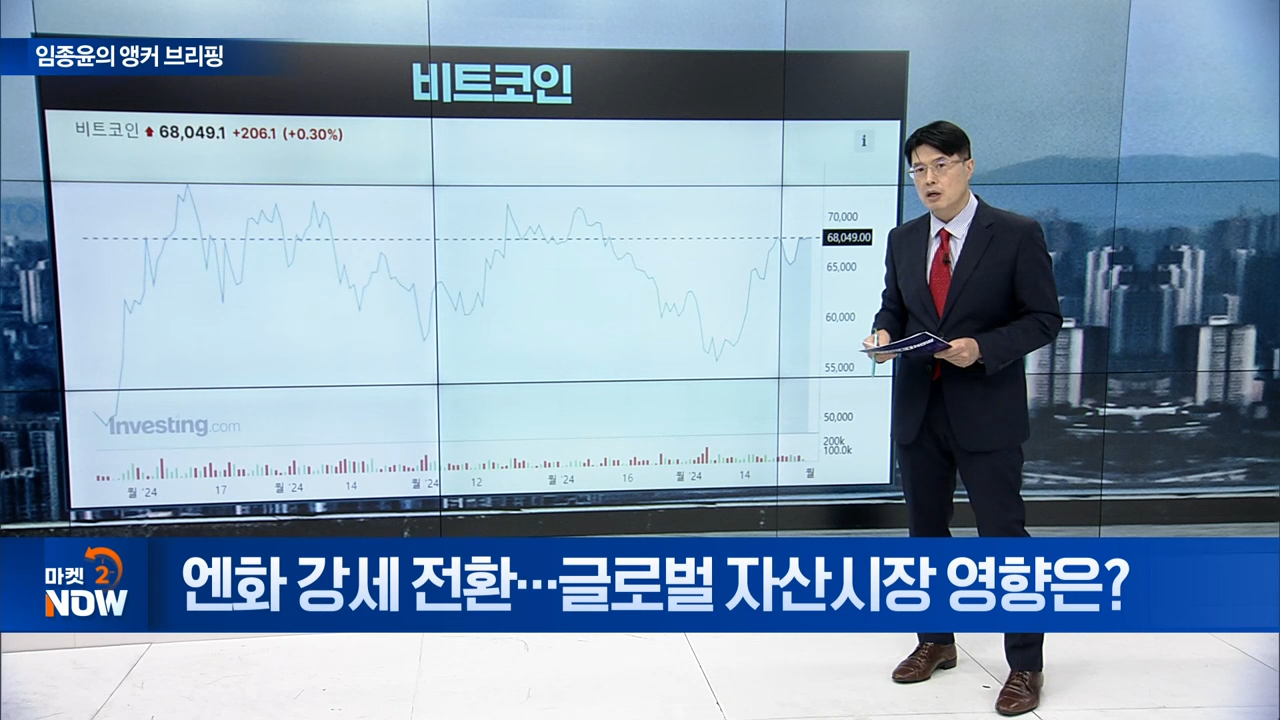 임종윤의 앵커 브리핑
비트코인
비트코인 68,049.1 +206.1 (+0.30%)
i
70,000
68,049.00
65,000
60,000
55,000
50,000
200k
100.0k
Investing.com
월 '24 17 월 '24 14 월 '24 12 월 '24 16 월 '24 14 월
마켓 2
NOW
엔화 강세 전환…글로벌 자산시장 영향은?